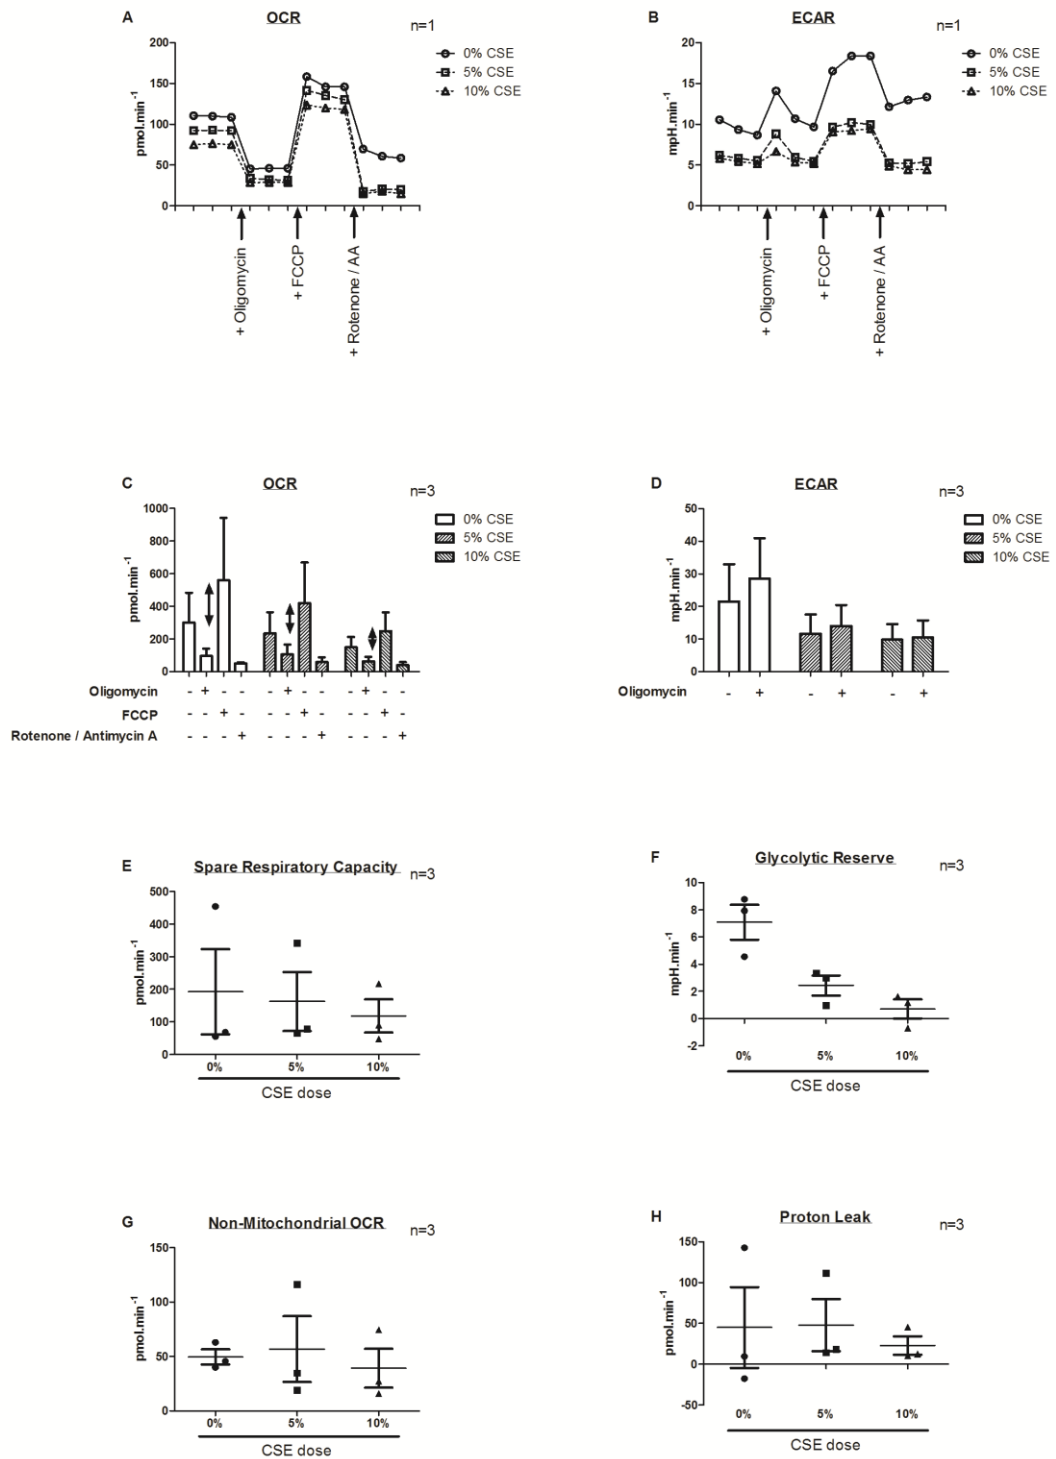 A OCR n=1
200
150
100
50
0
pmol.min-1
0% CSE
5% CSE
10% CSE
+ Oligomycin
+ FCCP
+ Rotenone / AA
B ECAR n=1
20
15
10
5
0
mpH.min-1
0% CSE
5% CSE
10% CSE
+ Oligomycin
+ FCCP
+ Rotenone / AA
C OCR n=3
1000
800
600
400
200
0
pmol.min-1
0% CSE
5% CSE
10% CSE
Oligomycin - + - - - + - - - + - -
FCCP - - + - - - + - - - + -
Rotenone / Antimycin A - - - + - - - + - - - +
D ECAR n=3
50
40
30
20
10
0
mpH.min-1
0% CSE
5% CSE
10% CSE
Oligomycin - + - + - +
E Spare Respiratory Capacity n=3
500
400
300
200
100
0
pmol.min-1
0% 5% 10%
CSE dose
F Glycolytic Reserve n=3
10
8
6
4
2
0
-2
mpH.min-1
0% 5% 10%
CSE dose
G Non-Mitochondrial OCR n=3
150
100
50
0
pmol.min-1
0% 5% 10%
CSE dose
H Proton Leak n=3
150
100
50
0
-50
pmol.min-1
0% 5% 10%
CSE dose